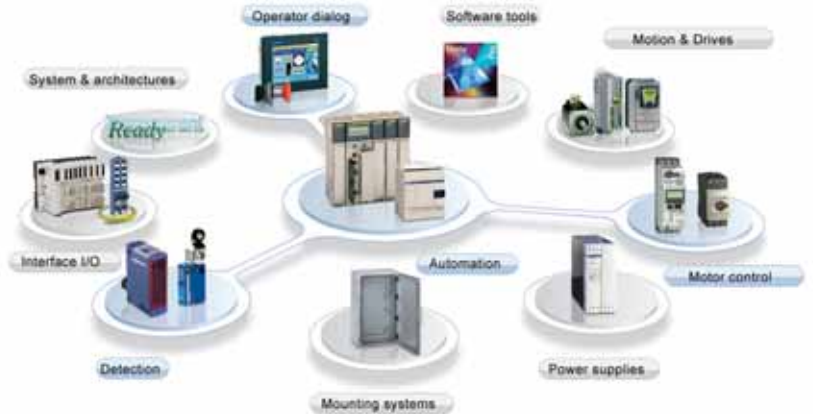 Operator dialog
Software tools
Motion & Drives
System & architectures
Ready
Interface I/O
Automation
Motor control
Detection
Power supplies
Mounting systems